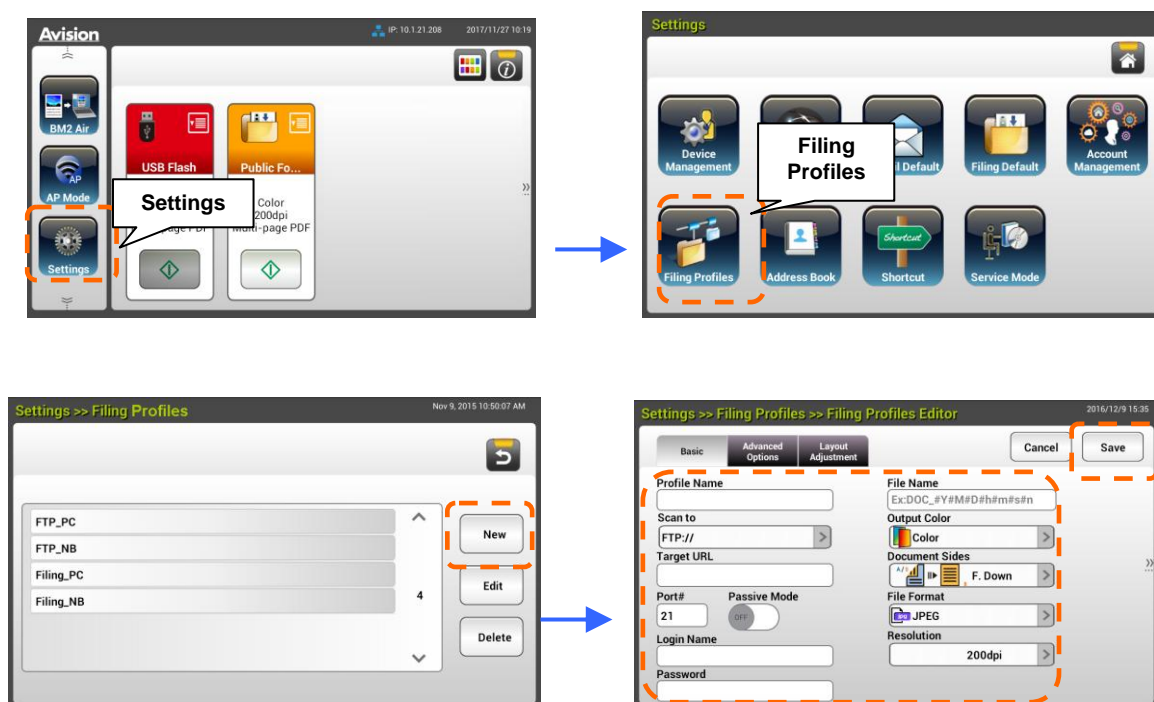 Avision
IP: 10.1.21.208
2017/11/27 10:19
BM2 Air
AP
AP Mode
Settings
USB Flash
Public Fo...
Settings
Color
200dpi
Multi-page PDF
Settings
Device
Management
Filing
Profiles
Default
Filing Default
Account
Management
Filing Profiles
Address Book
Shortcut
Shortcut
Service Mode
Settings >> Filing Profiles
Nov 9, 2015 10:50:07 AM
FTP_PC
FTP_NB
Filing_PC
Filing_NB
4
New
Edit
Delete
Settings >> Filing Profiles >> Filing Profiles Editor
2016/12/9 15:35
Basic
Advanced
Options
Layout
Adjustment
Cancel
Save
Profile Name
File Name
Ex:DOC_#Y#M#D#h#m#s#n
Scan to
Output Color
FTP://
Color
Target URL
Document Sides
F. Down
Port#
Passive Mode
File Format
21
OFF
JPEG
Login Name
Resolution
200dpi
Password